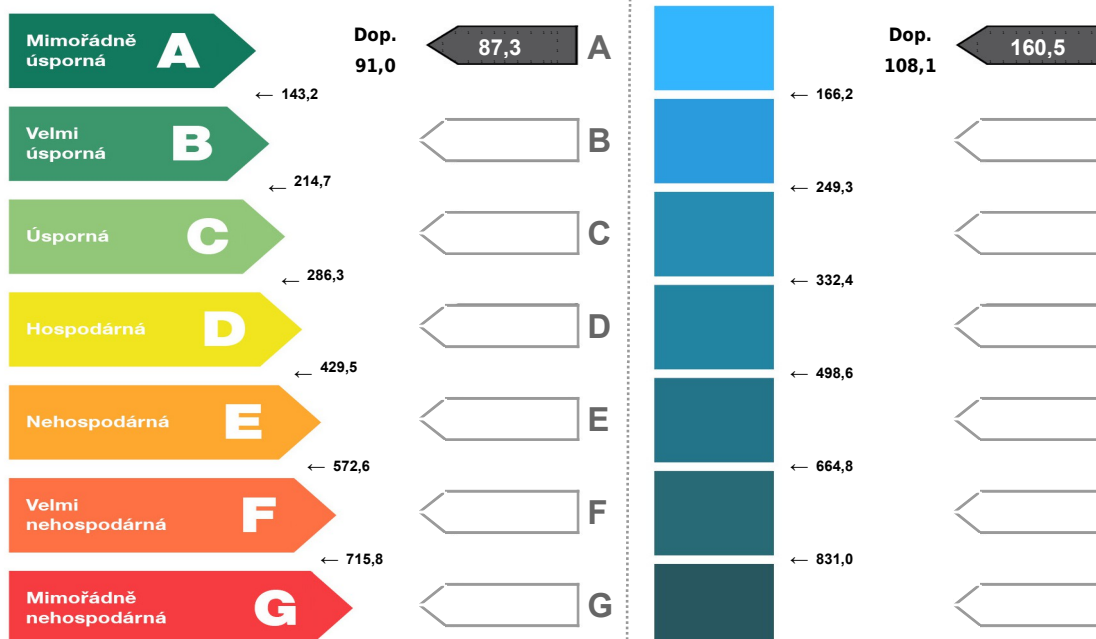 Mimořádně
úsporná
A
Dop.
91,0
87,3
A
Dop.
108,1
160,5
← 143,2
← 166,2
Velmi
úsporná
B
B
← 214,7
← 249,3
Úsporná
C
C
← 286,3
← 332,4
Hospodárná
D
D
← 429,5
← 498,6
Nehospodárná
E
E
← 572,6
← 664,8
Velmi
nehospodárná
F
F
← 715,8
← 831,0
Mimořádně
nehospodárná
G
G